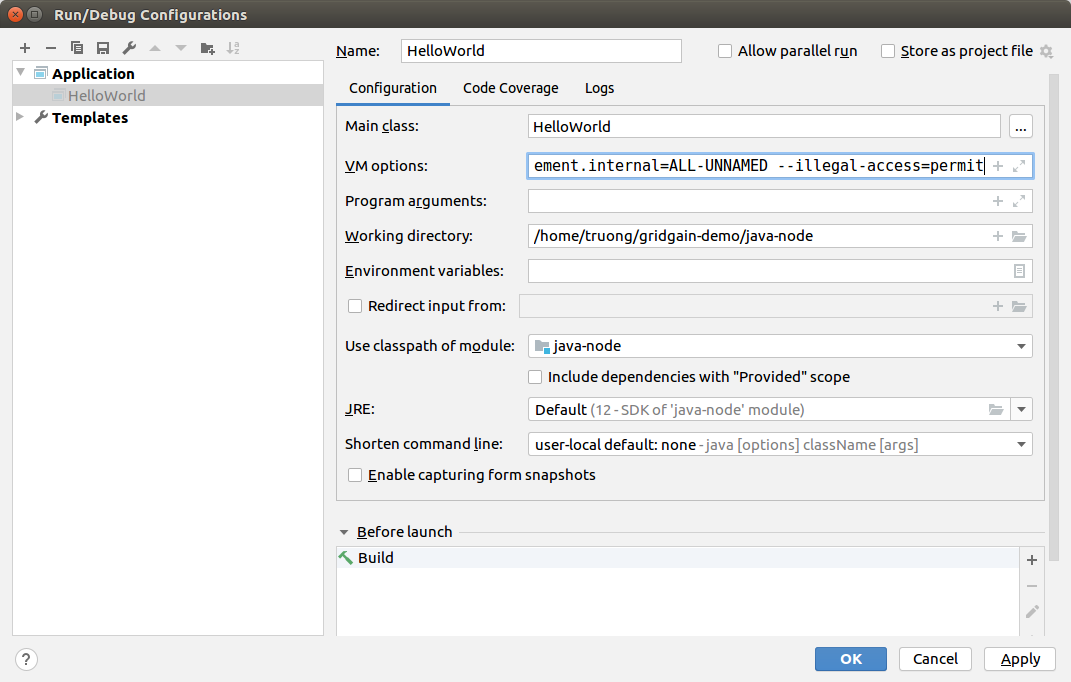 Run/Debug Configurations
Application
HelloWorld
Templates
Name: HelloWorld Allow parallel run Store as project file
Configuration Code Coverage Logs
Main class: HelloWorld ...
VM options: ement.internal=ALL-UNNAMED --illegal-access=permit
Program arguments:
Working directory: /home/truong/gridgain-demo/java-node
Environment variables:
Redirect input from:
Use classpath of module: java-node
Include dependencies with "Provided" scope
JRE: Default (12 - SDK of 'java-node' module)
Shorten command line: user-local default: none - java [options] className [args]
Enable capturing form snapshots
Before launch
Build
? OK Cancel Apply